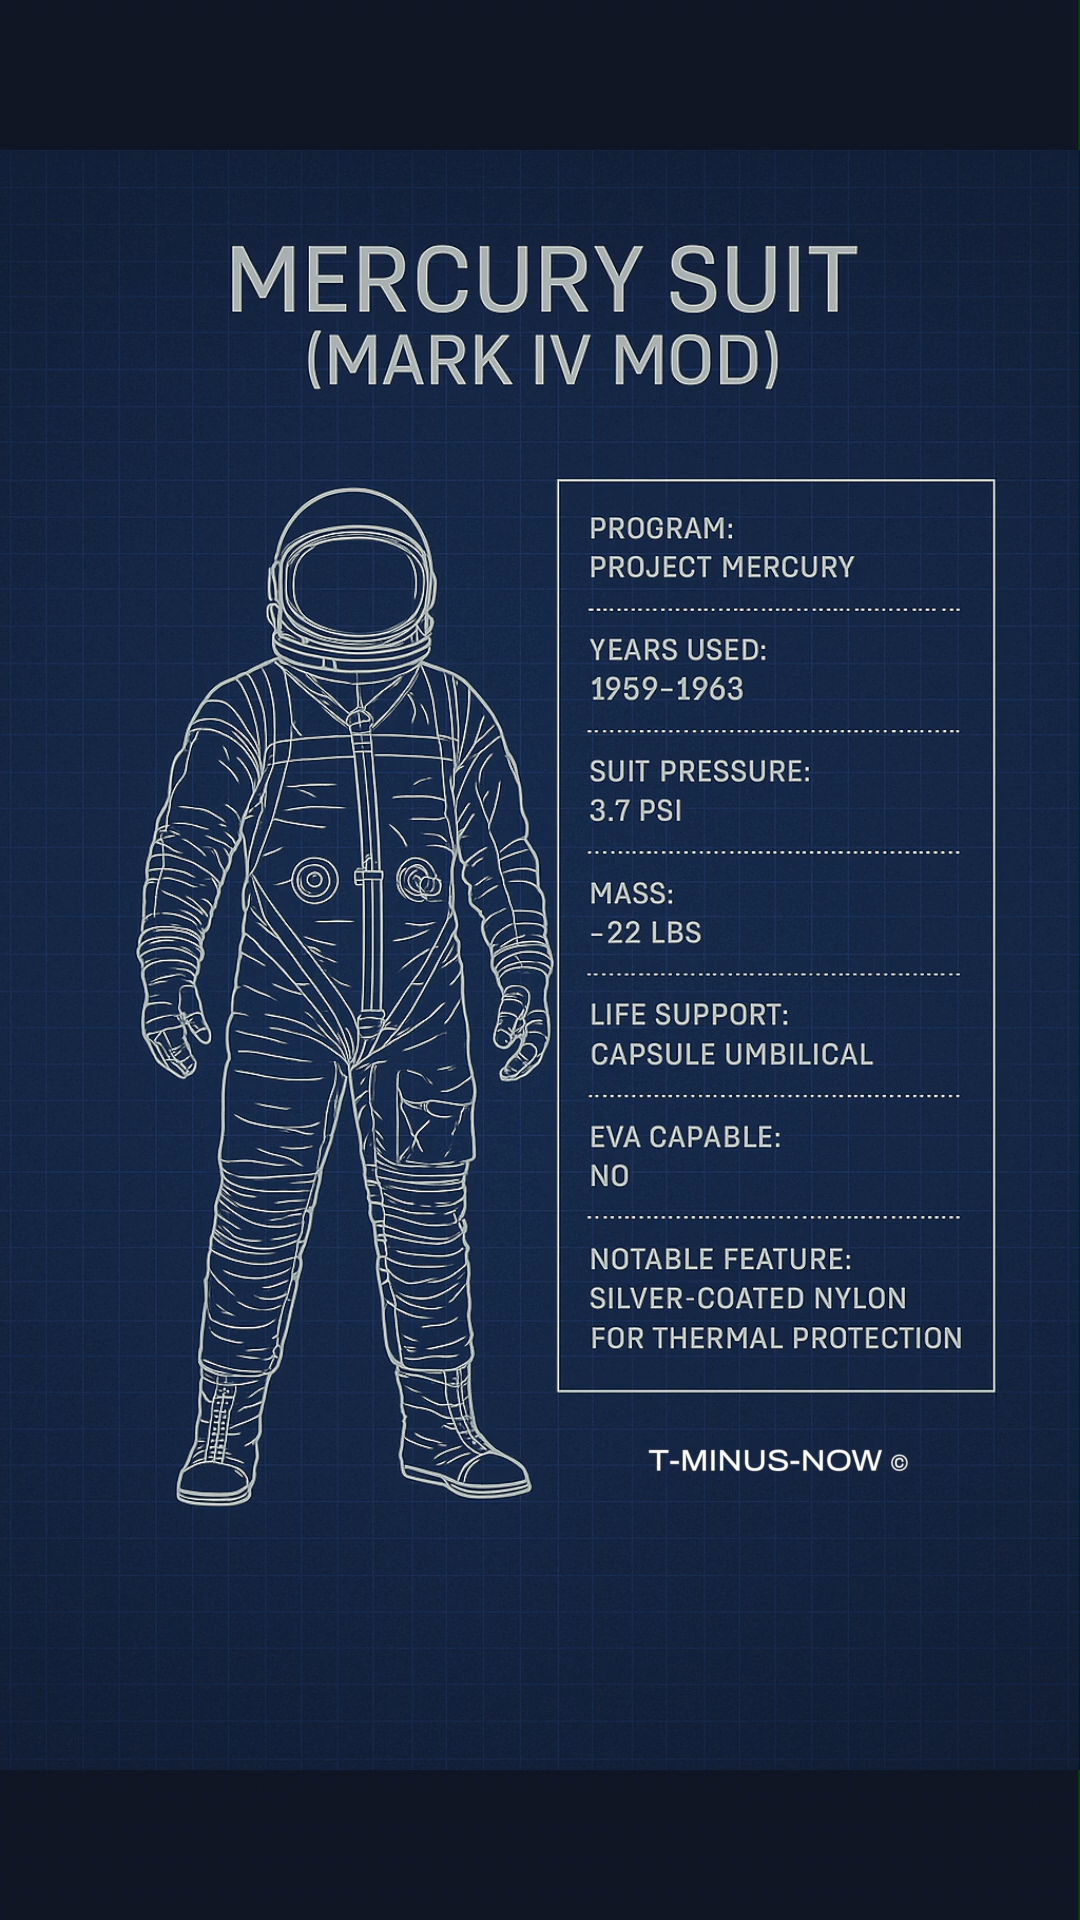 MERCURY SUIT
(MARK IV MOD)
PROGRAM:
PROJECT MERCURY
YEARS USED:
1959–1963
SUIT PRESSURE:
3.7 PSI
MASS:
–22 LBS
LIFE SUPPORT:
CAPSULE UMBILICAL
EVA CAPABLE:
NO
NOTABLE FEATURE:
SILVER-COATED NYLON
FOR THERMAL PROTECTION
T-MINUS-NOW ©